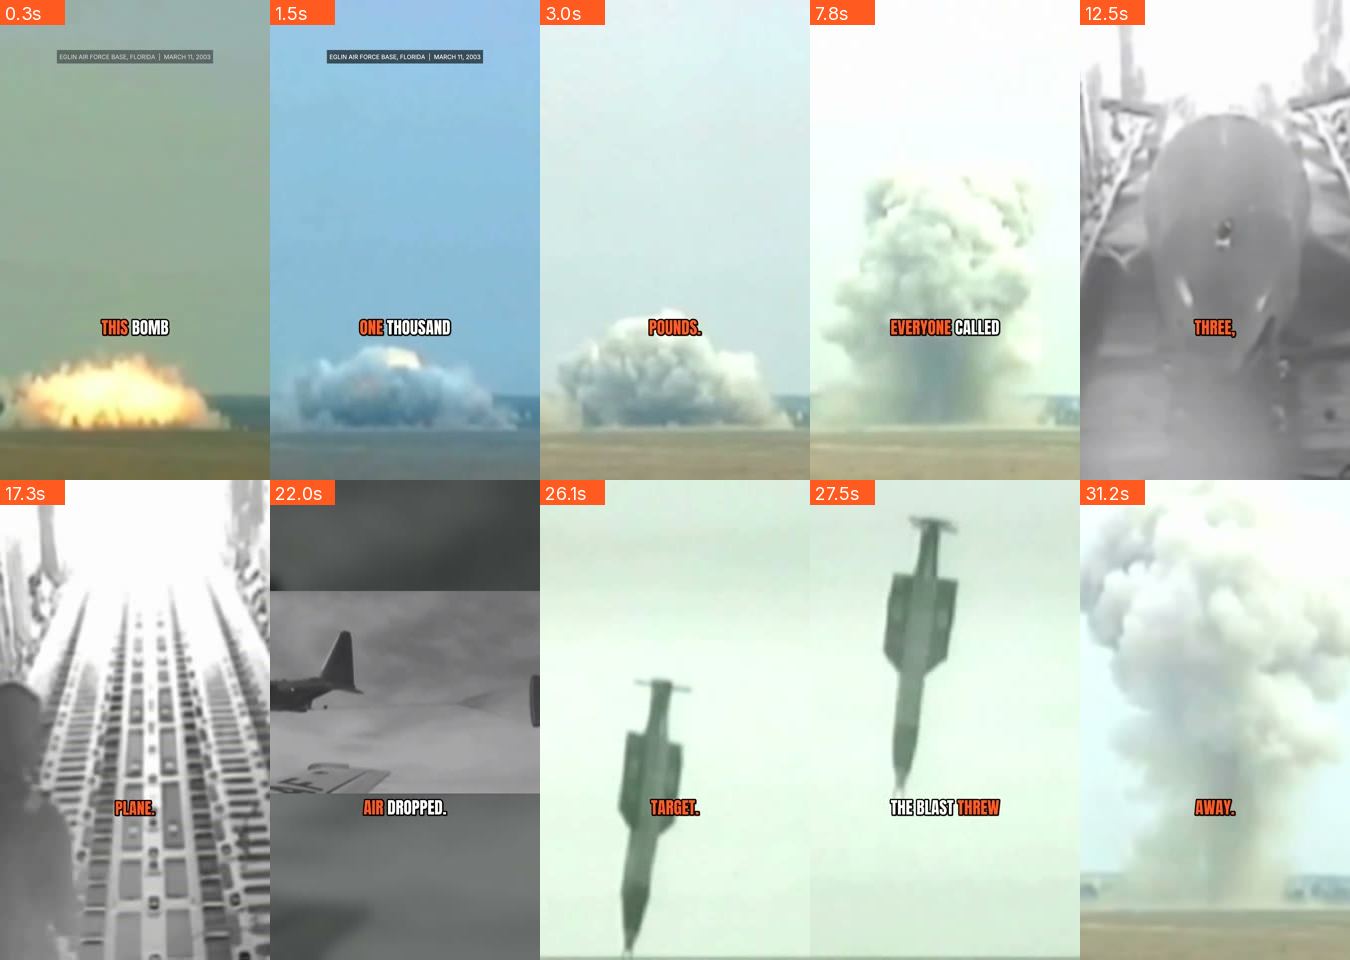 0.3s
EGLIN AIR FORCE BASE, FLORIDA | MARCH 11, 2003
THIS BOMB
1.5s
EGLIN AIR FORCE BASE, FLORIDA | MARCH 11, 2003
ONE THOUSAND
3.0s
POUNDS.
7.8s
EVERYONE CALLED
12.5s
THREE,
17.3s
PLANE.
22.0s
AIR DROPPED.
26.1s
TARGET.
27.5s
THE BLAST THREW
31.2s
AWAY.